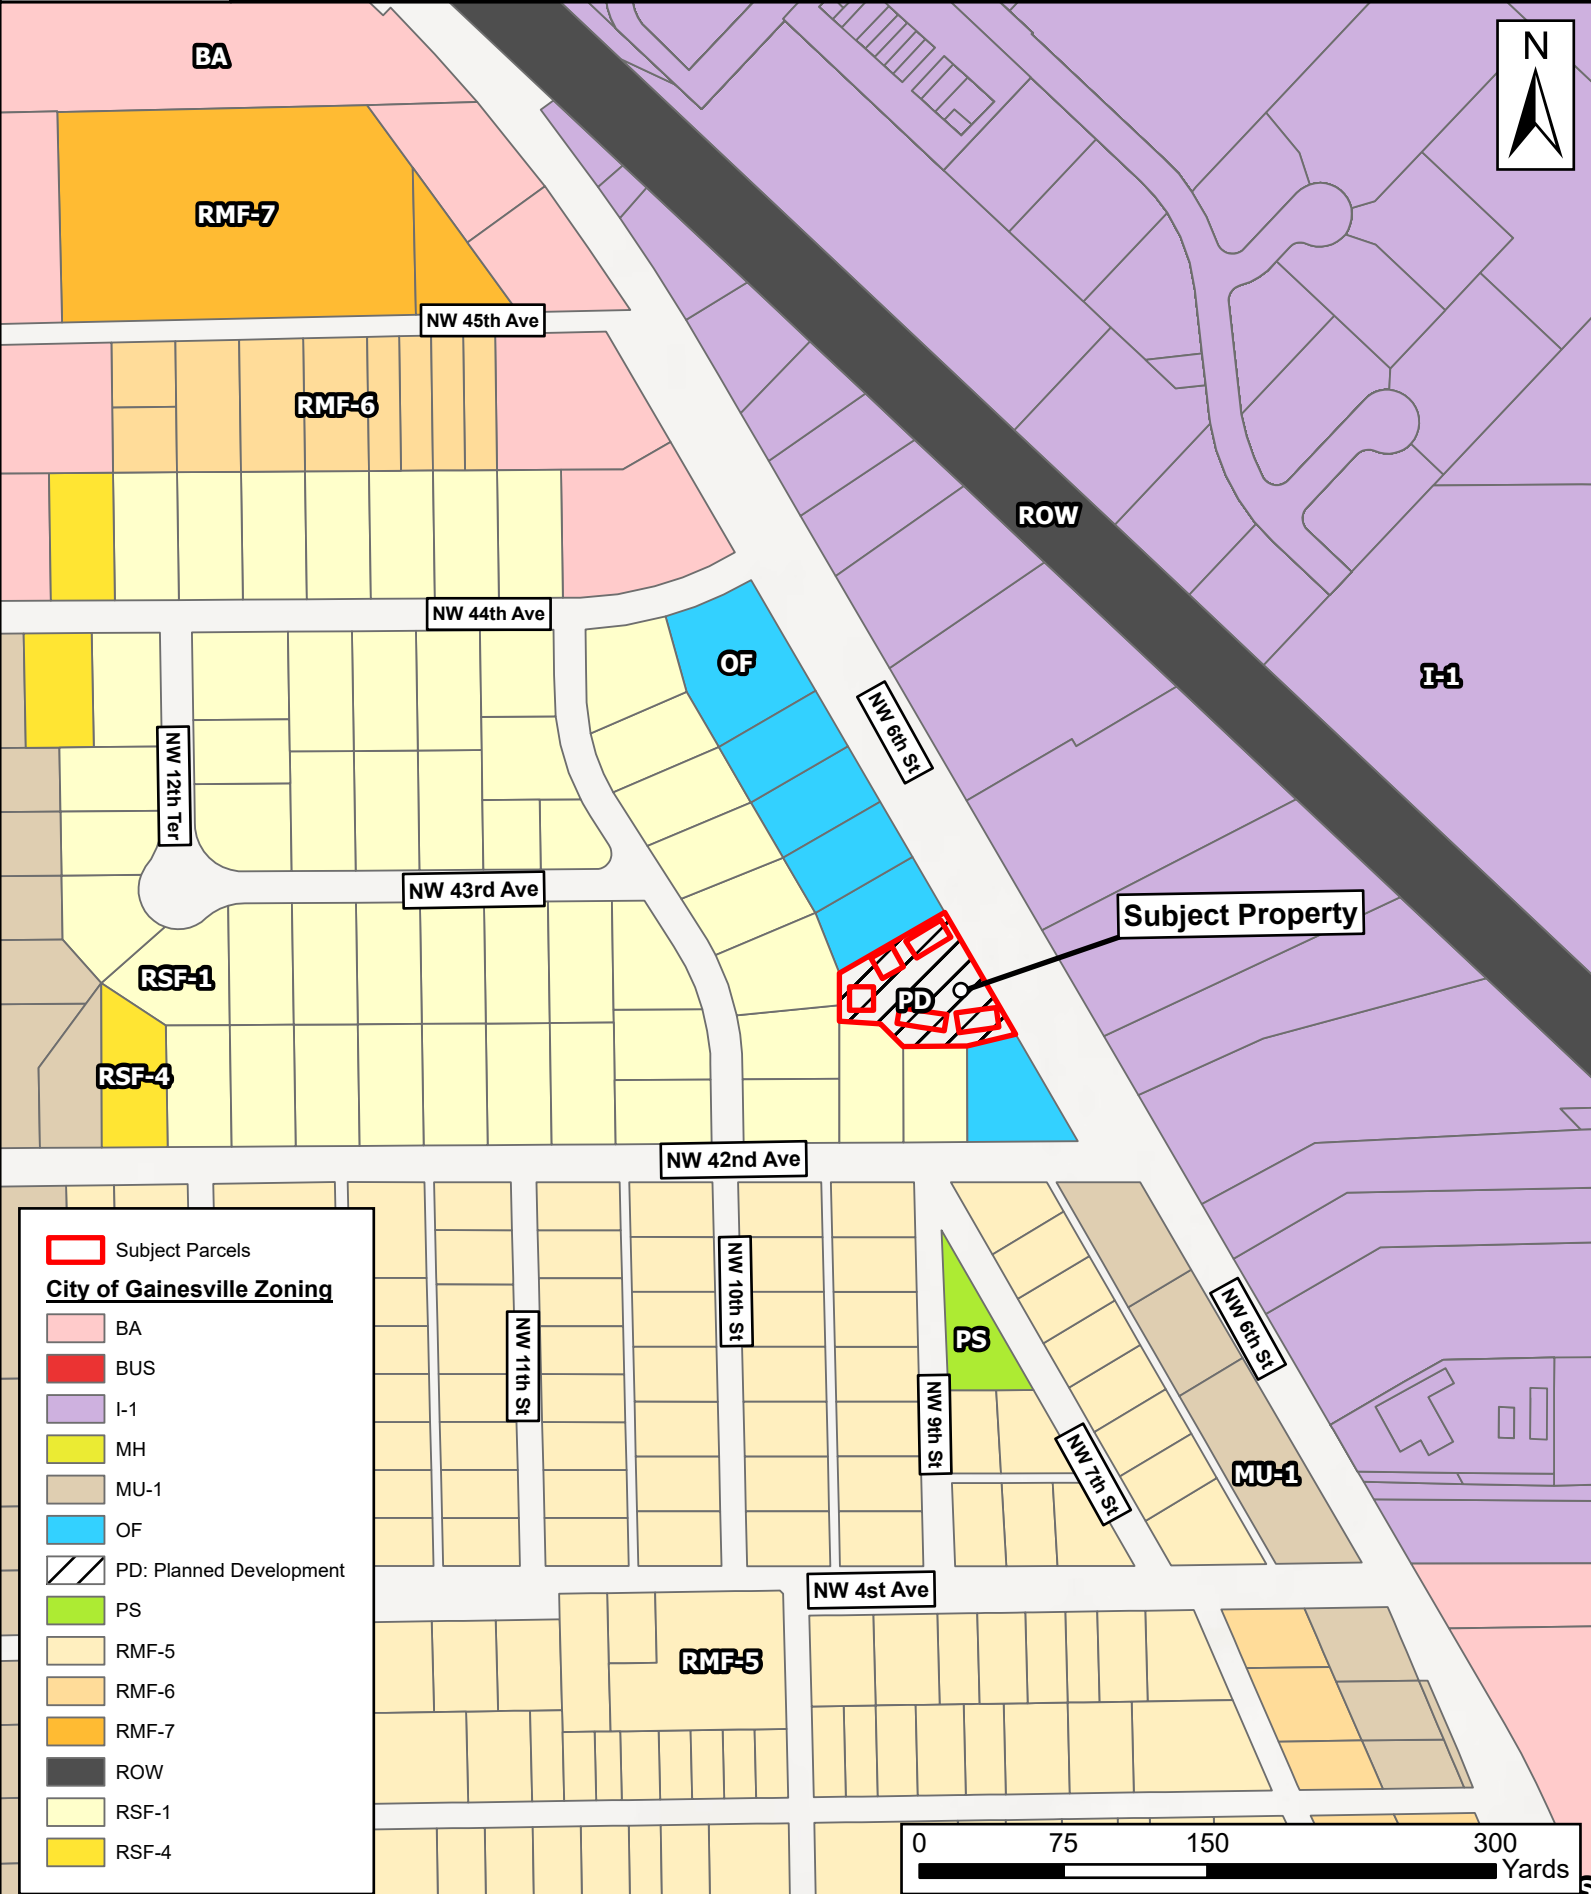 BA
N
RMF-7
NW 45th Ave
RMF-6
ROW
NW 44th Ave
OF
I-1
NW 6th St
NW 12th Ter
NW 43rd Ave
Subject Property
RSF-1
PD
RSF-4
NW 42nd Ave
NW 10th St
NW 6th St
NW 11th St
PS
NW 9th St
NW 7th St
MU-1
NW 4st Ave
RMF-5
Subject Parcels
City of Gainesville Zoning
BA
BUS
I-1
MH
MU-1
OF
PD: Planned Development
PS
RMF-5
RMF-6
RMF-7
ROW
RSF-1
RSF-4
0 75 150 300
Yards